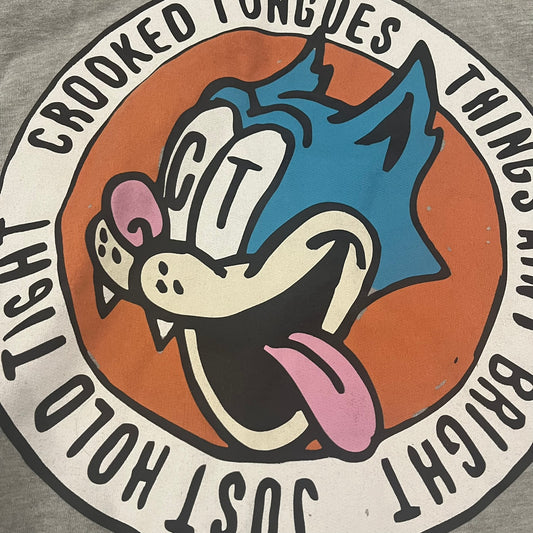 CROOKED TONGUES
THINGS AIN'T BRIGHT
JUST HOLD TIGHT
CT